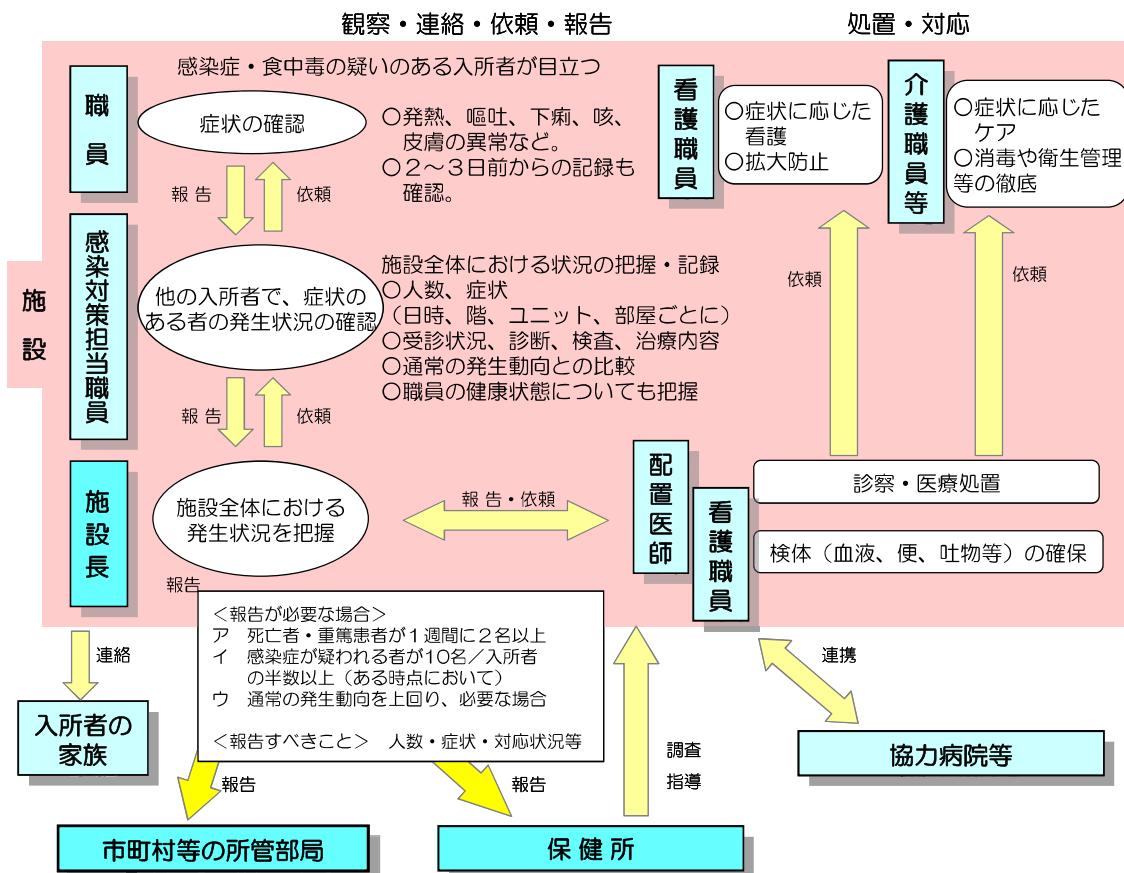 観察・連絡・依頼・報告
処置・対応
感染症・食中毒の疑いのある入所者が目立つ
職員
症状の確認
○発熱、嘔吐、下痢、咳、
皮膚の異常など。
○２～３日前からの記録も
確認。
看護職員
○症状に応じた
看護
○拡大防止
介護職員等
○症状に応じた
ケア
○消毒や衛生管理
等の徹底
報 告
依頼
施設
感染対策担当職員
他の入所者で、症状の
ある者の発生状況の確認
施設全体における状況の把握・記録
○人数、症状
（日時、階、ユニット、部屋ごとに）
○受診状況、診断、検査、治療内容
○通常の発生動向との比較
○職員の健康状態についても把握
依頼
依頼
報 告
依頼
施設長
施設全体における
発生状況を把握
報 告・依頼
配置医師
看護職員
診察・医療処置
検体（血液、便、吐物等）の確保
報告
＜報告が必要な場合＞
ア 死亡者・重篤患者が１週間に２名以上
イ 感染症が疑われる者が10名／入所者
の半数以上（ある時点において）
ウ 通常の発生動向を上回り、必要な場合
＜報告すべきこと＞ 人数・症状・対応状況等
連絡
連携
入所者の
家族
調査
指導
協力病院等
報告
報告
市町村等の所管部局
保 健 所